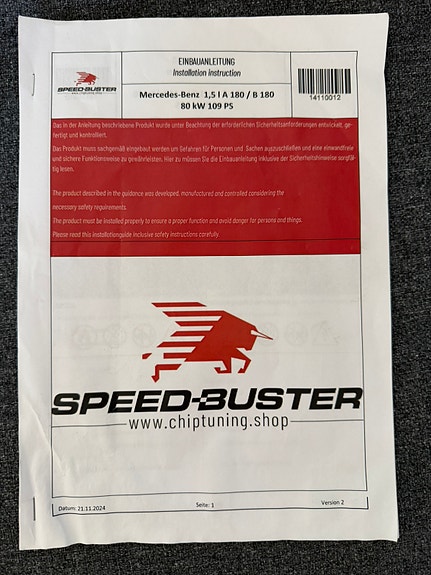 SPEED-BUSTER
www.chiptuning.shop
EINBAUANLEITUNG
Installation instruction
Mercedes-Benz 1,5 l A 180 / B 180
80 kW 109 PS
14110012
Das in der Anleitung beschriebene Produkt wurde unter Beachtung der erforderlichen Sicherheitsanforderungen entwickelt, ge-
fertigt und kontrolliert.
Das Produkt muss sachgemäß eingebaut werden um Gefahren für Personen und Sachen auszuschließen und eine einwandfreie
und sichere Funktionsweise zu gewährleisten. Hier zu müssen Sie die Einbauanleitung inklusive der Sicherheitshinweise sorgfäl-
tig lesen.
The product described in the guidance was developed, manufactured and controlled considering the
necessary safety requirements.
The product must be installed properly to ensure a proper function and avoid danger for persons and things.
Please read this installationguide inclusive safety instructions carefully.
SPEED-BUSTER
www.chiptuning.shop
Datum: 21.11.2024
Seite: 1
Version 2